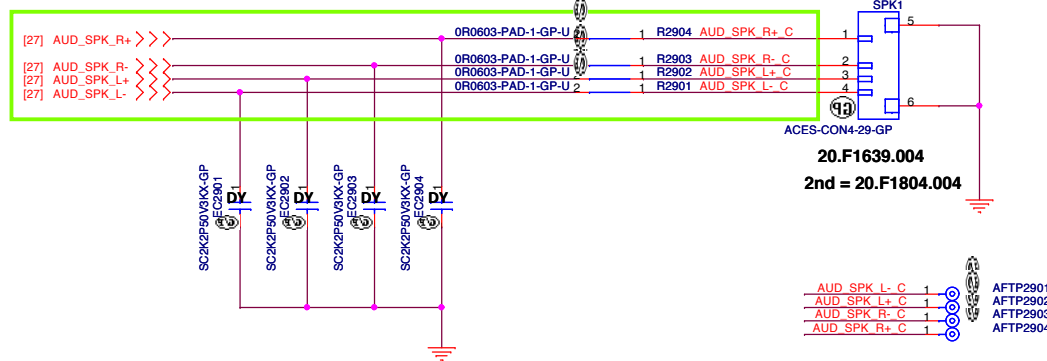 SPK1
[27] AUD_SPK_R+ 0R0603-PAD-1-GP-U 2 1 R2904 AUD_SPK_R+_C 1 5
[27] AUD_SPK_R- 0R0603-PAD-1-GP-U 2 1 R2903 AUD_SPK_R-_C 2
[27] AUD_SPK_L+ 0R0603-PAD-1-GP-U 2 1 R2902 AUD_SPK_L+_C 3
[27] AUD_SPK_L- 0R0603-PAD-1-GP-U 2 1 R2901 AUD_SPK_L-_C 4
6
ACES-CON4-29-GP
20.F1639.004
2nd = 20.F1804.004
SC2K2P50V3KX-GP
EC2901
DY
1
SC2K2P50V3KX-GP
EC2902
DY
1
SC2K2P50V3KX-GP
EC2903
DY
1
SC2K2P50V3KX-GP
EC2904
DY
1
AUD_SPK_L-_C 1 AFTP2901
AUD_SPK_L+_C 1 AFTP2902
AUD_SPK_R-_C 1 AFTP2903
AUD_SPK_R+_C 1 AFTP2904